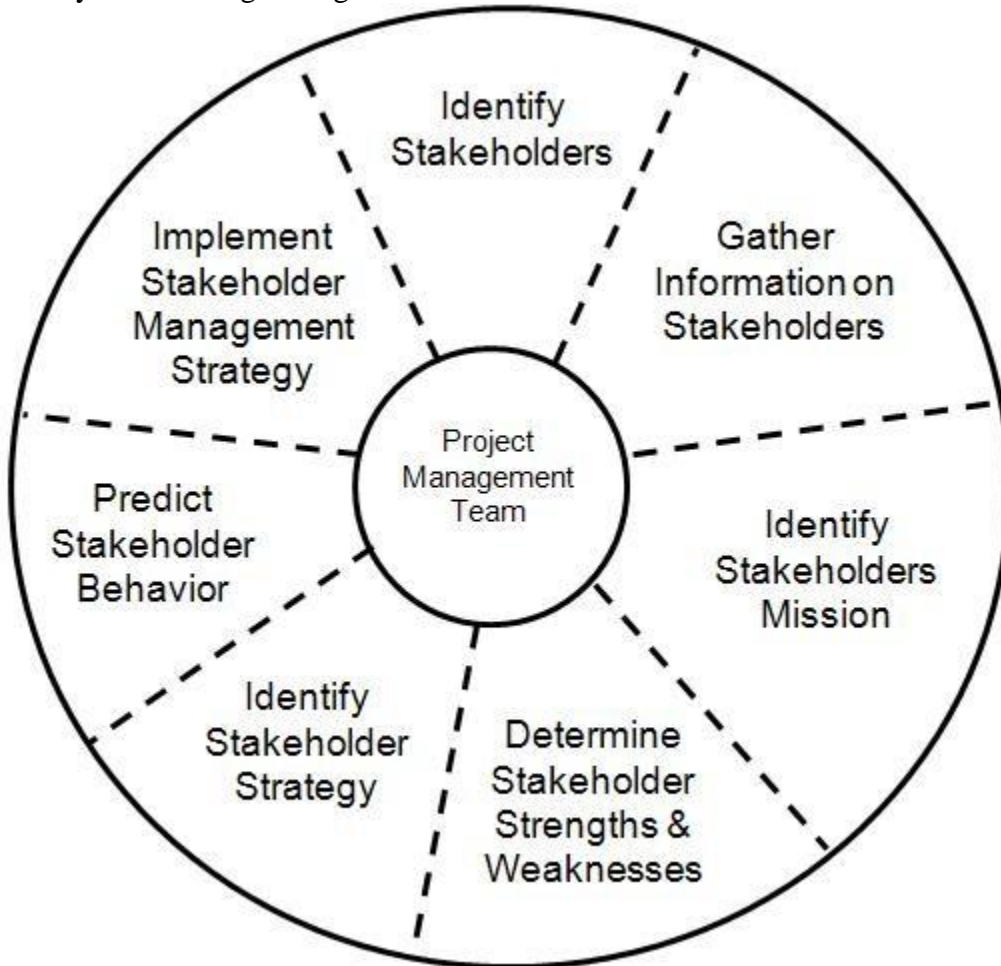 Identify
Stakeholders
Gather
Information on
Stakeholders
Identify
Stakeholders
Mission
Determine
Stakeholder
Strengths &
Weaknesses
Identify
Stakeholder
Strategy
Predict
Stakeholder
Behavior
Implement
Stakeholder
Management
Strategy
Project
Management
Team